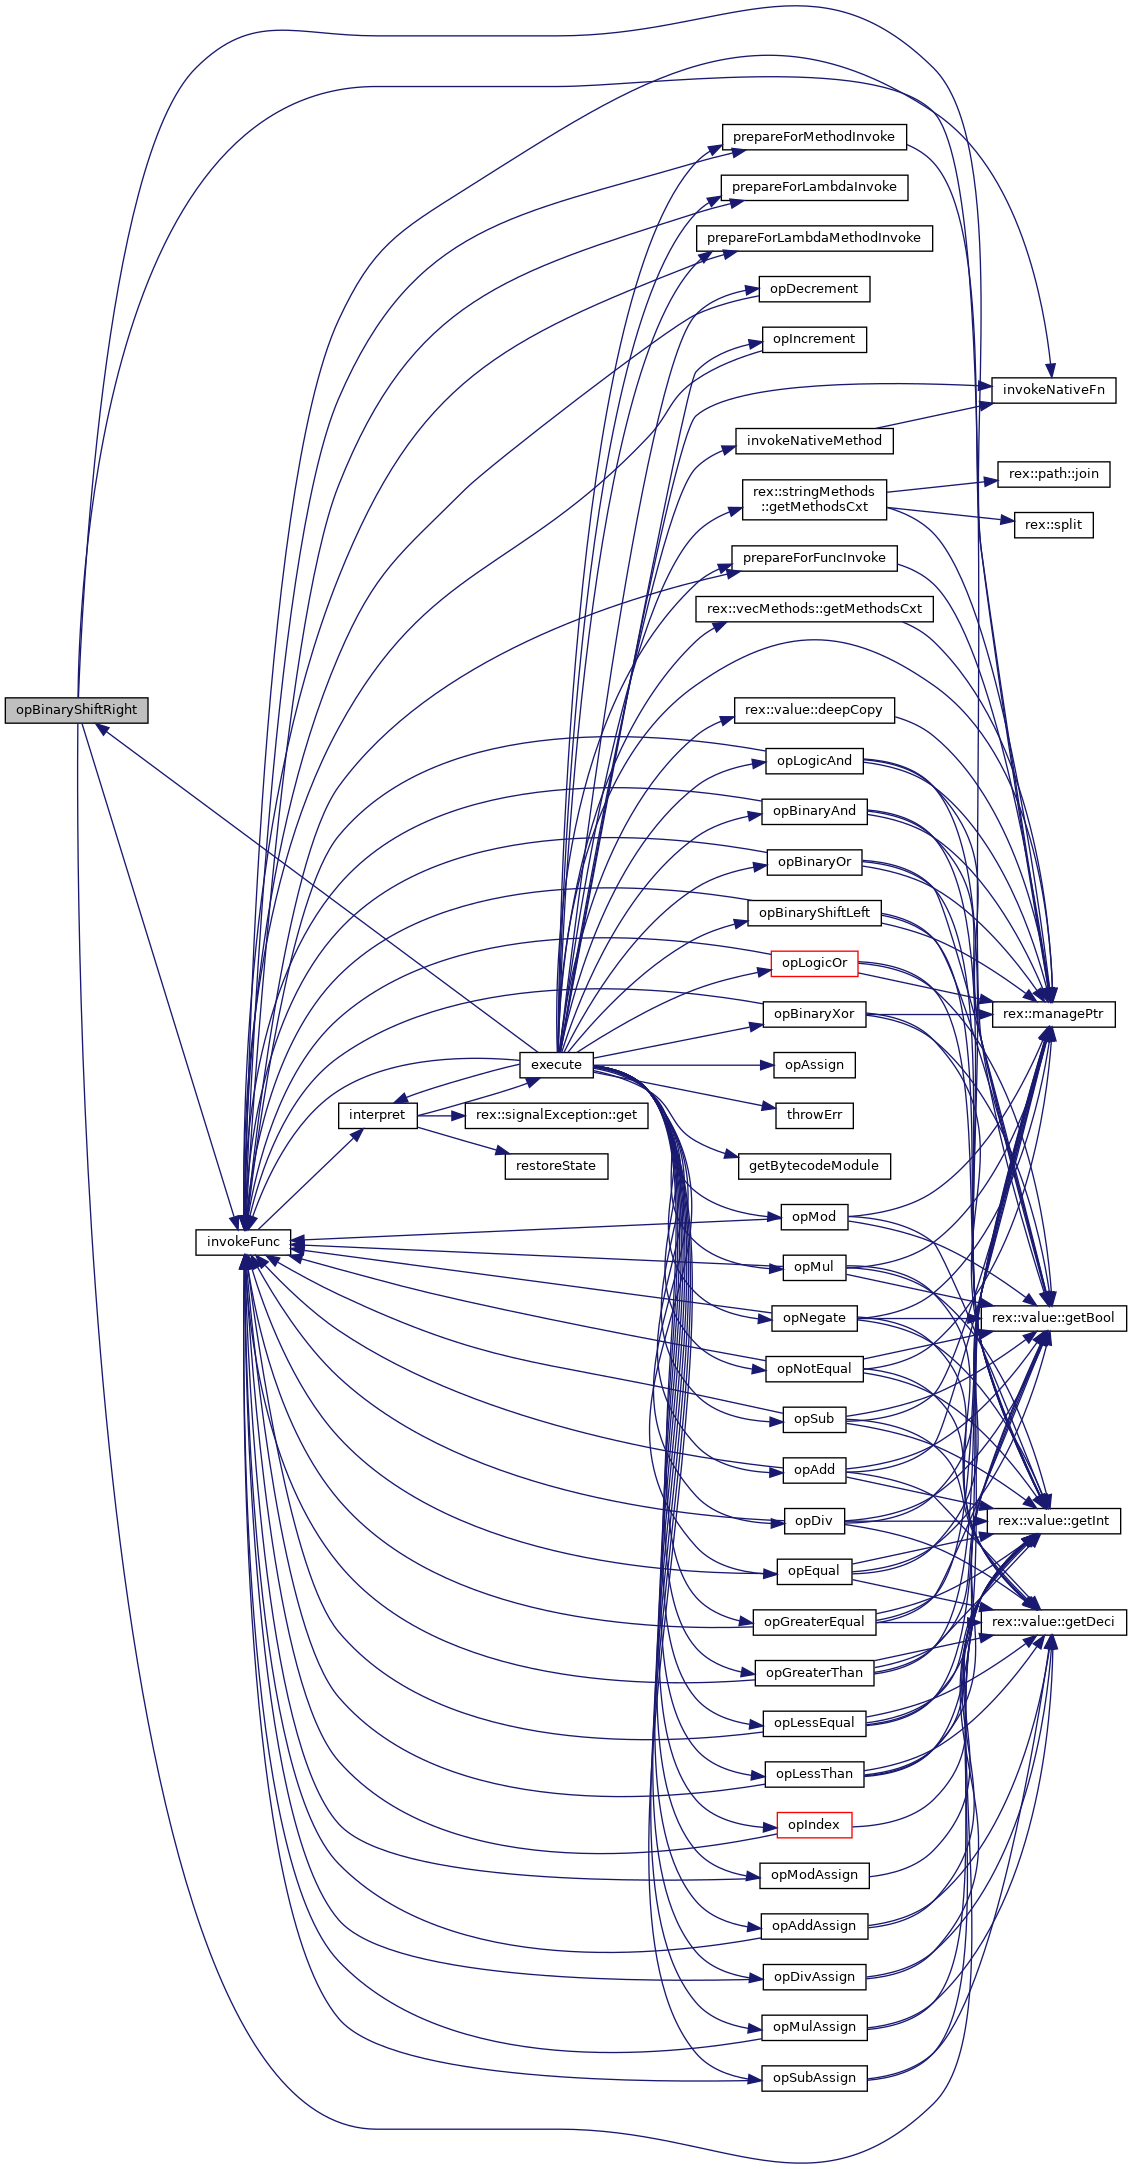 prepareForMethodInvoke
prepareForLambdaInvoke
prepareForLambdaMethodInvoke
opDecrement
opIncrement
invokeNativeFn
invokeNativeMethod
rex::path::join
rex::stringMethods
::getMethodsCxt
rex::split
prepareForFuncInvoke
rex::vecMethods::getMethodsCxt
opBinaryShiftRight
rex::value::deepCopy
opLogicAnd
opBinaryAnd
opBinaryOr
opBinaryShiftLeft
opLogicOr
opBinaryXor
rex::managePtr
execute
opAssign
interpret
rex::signalException::get
throwErr
restoreState
getBytecodeModule
opMod
invokeFunc
opMul
opNegate
rex::value::getBool
opNotEqual
opSub
opAdd
opDiv
rex::value::getInt
opEqual
opGreaterEqual
rex::value::getDeci
opGreaterThan
opLessEqual
opLessThan
opIndex
opModAssign
opAddAssign
opDivAssign
opMulAssign
opSubAssign